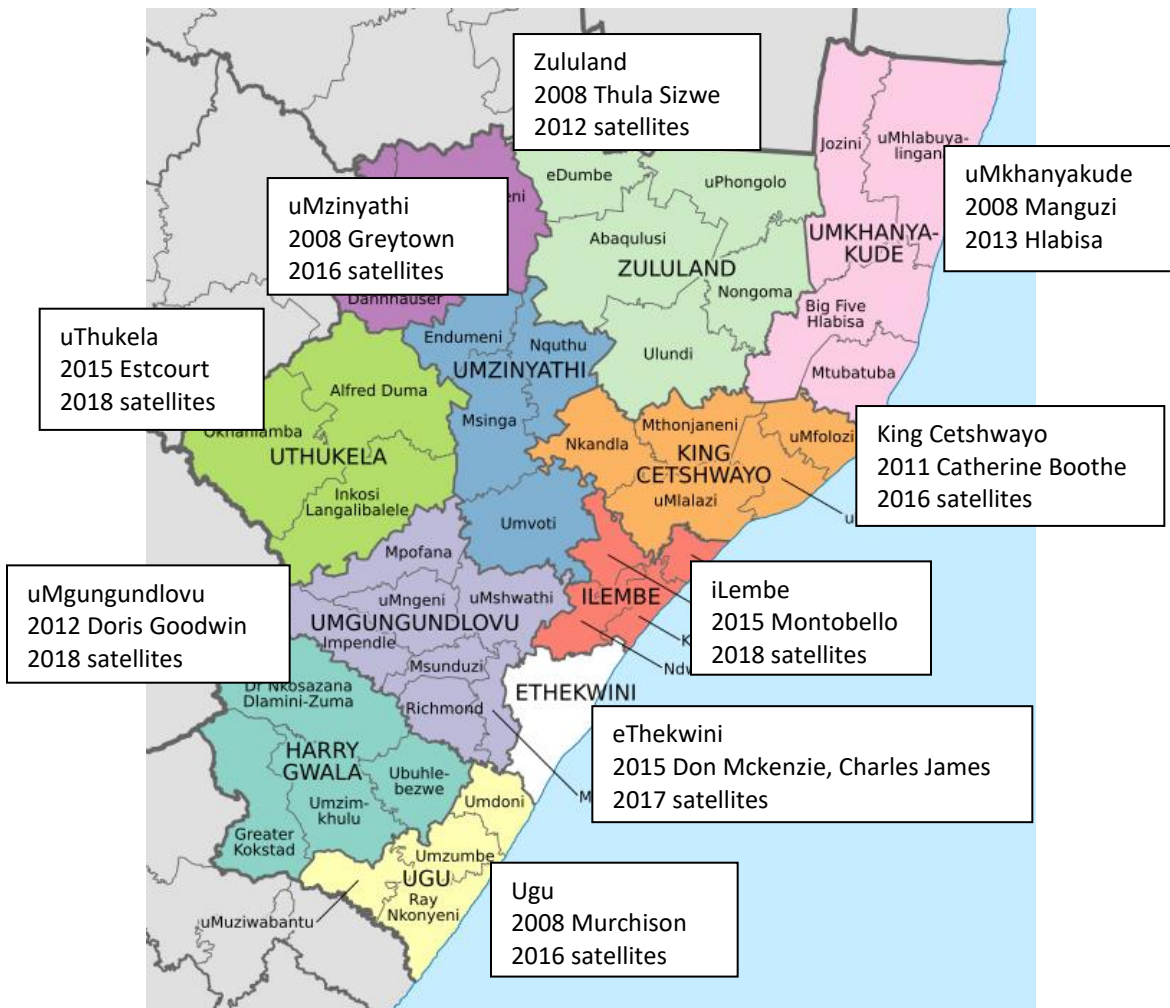 Zululand
2008 Thula Sizwe
2012 satellites
Jozini
uMhlabuya-
lingana
uMkhanyakude
2008 Manguzi
2013 Hlabisa
eDumbe
uPhongolo
uMzinyathi
2008 Greytown
2016 satellites
Abaqulusi
ZULULAND
UMKHANYA-
KUDE
Nongoma
Dannhauser
Big Five
Hlabisa
uThukela
2015 Estcourt
2018 satellites
Endumeni
Nquthu
UMZINYATHI
Ulundi
Mtubatuba
Alfred Duma
Msinga
Okhahlamba
UTHUKELA
Nkandla
Mthonjaneni
uMfolozi
KING
CETSHWAYO
King Cetshwayo
2011 Catherine Boothe
2016 satellites
Inkosi
Langalibalele
uMlalazi
Umvoti
Mpofana
uMgungundlovu
2012 Doris Goodwin
2018 satellites
uMngeni
uMshwathi
UMGUNGUNDLOVU
ILEMBE
iLembe
2015 Montobello
2018 satellites
Impendle
Msunduzi
Dr Nkosazana
Dlamini-Zuma
Richmond
ETHEKWINI
eThekwini
2015 Don Mckenzie, Charles James
2017 satellites
HARRY
GWALA
Ubuhle-
bezwe
Umzim-
khulu
Umdoni
Greater
Kokstad
Umzumbe
UGU
Ray
Nkonyeni
uMuziwabantu
Ugu
2008 Murchison
2016 satellites